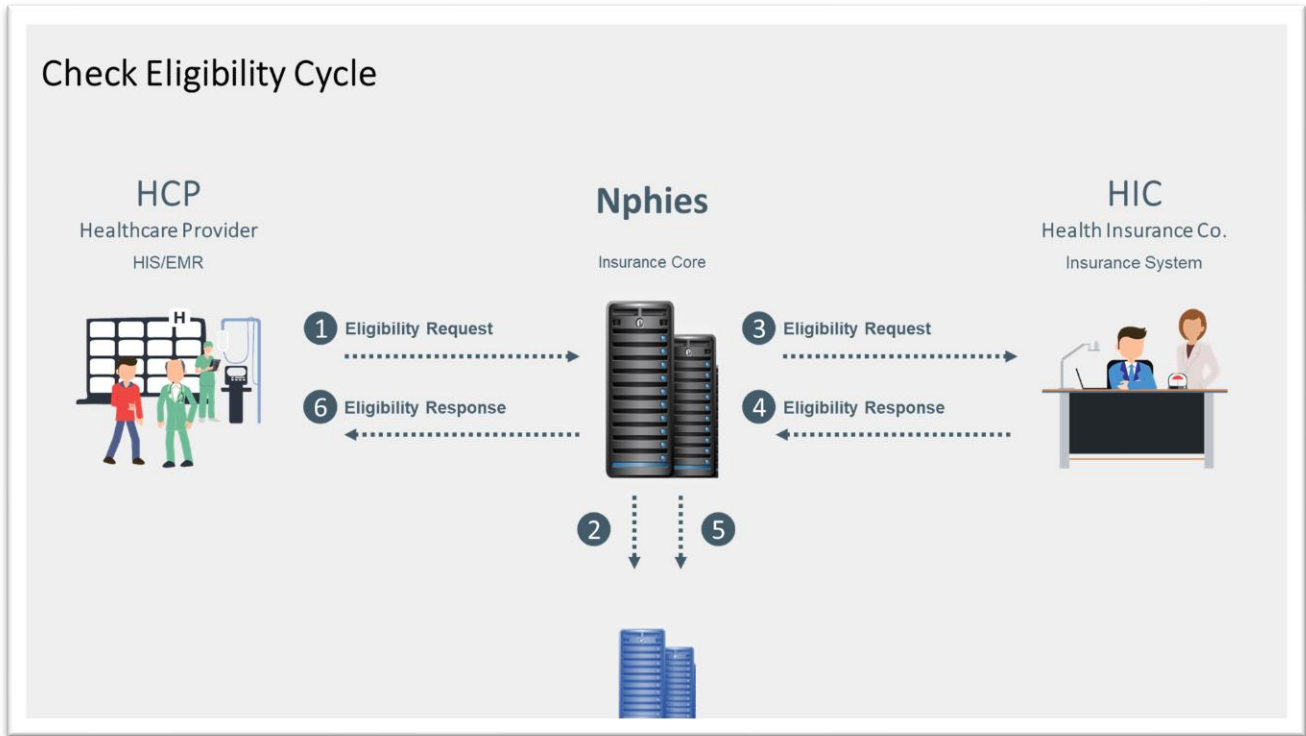 Check Eligibility Cycle
HCP
Healthcare Provider
HIS/EMR
Nphies
Insurance Core
HIC
Health Insurance Co.
Insurance System
H
1 Eligibility Request
3 Eligibility Request
6 Eligibility Response
4 Eligibility Response
2
5